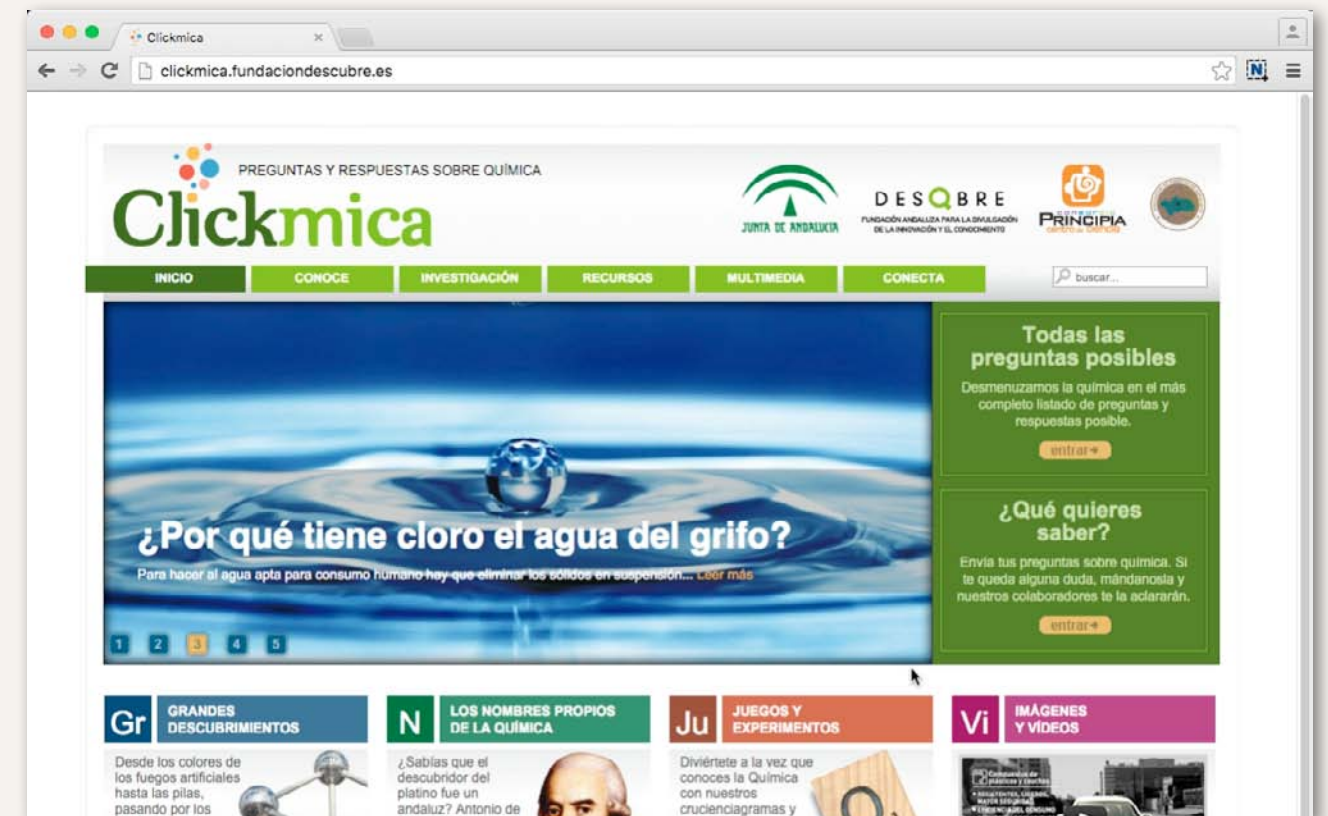 Clickmica
clickmica.fundaciondescubre.es
PREGUNTAS Y RESPUESTAS SOBRE QUÍMICA
Clickmica
JUNTA DE ANDALUCIA
DESQBRE
FUNDACIÓN ANDALUZA PARA LA DIVULGACIÓN
DE LA INNOVACIÓN Y EL CONOCIMIENTO
PRINCIPIA
INICIO
CONOCE
INVESTIGACIÓN
RECURSOS
MULTIMEDIA
CONECTA
buscar...
¿Por qué tiene cloro el agua del grifo?
Para hacer al agua apta para consumo humano hay que eliminar los sólidos en suspensión... Leer más
1 2 3 4 5
Todas las
preguntas posibles
Desmenuzamos la química en el más
completo listado de preguntas y
respuestas posible.
entrar
¿Qué quieres
saber?
Envía tus preguntas sobre química. Si
te queda alguna duda, mándanosla y
nuestros colaboradores te la aclararán.
entrar
Gr
GRANDES
DESCUBRIMIENTOS
Desde los colores de
los fuegos artificiales
hasta las pilas,
pasando por los
N
LOS NOMBRES PROPIOS
DE LA QUÍMICA
¿Sabías que el
descubridor del
platino fue un
andaluz? Antonio de
Ju
JUEGOS Y
EXPERIMENTOS
Diviértete a la vez que
conoces la Química
con nuestros
crucienciagramas y
Vi
IMÁGENES
Y VÍDEOS